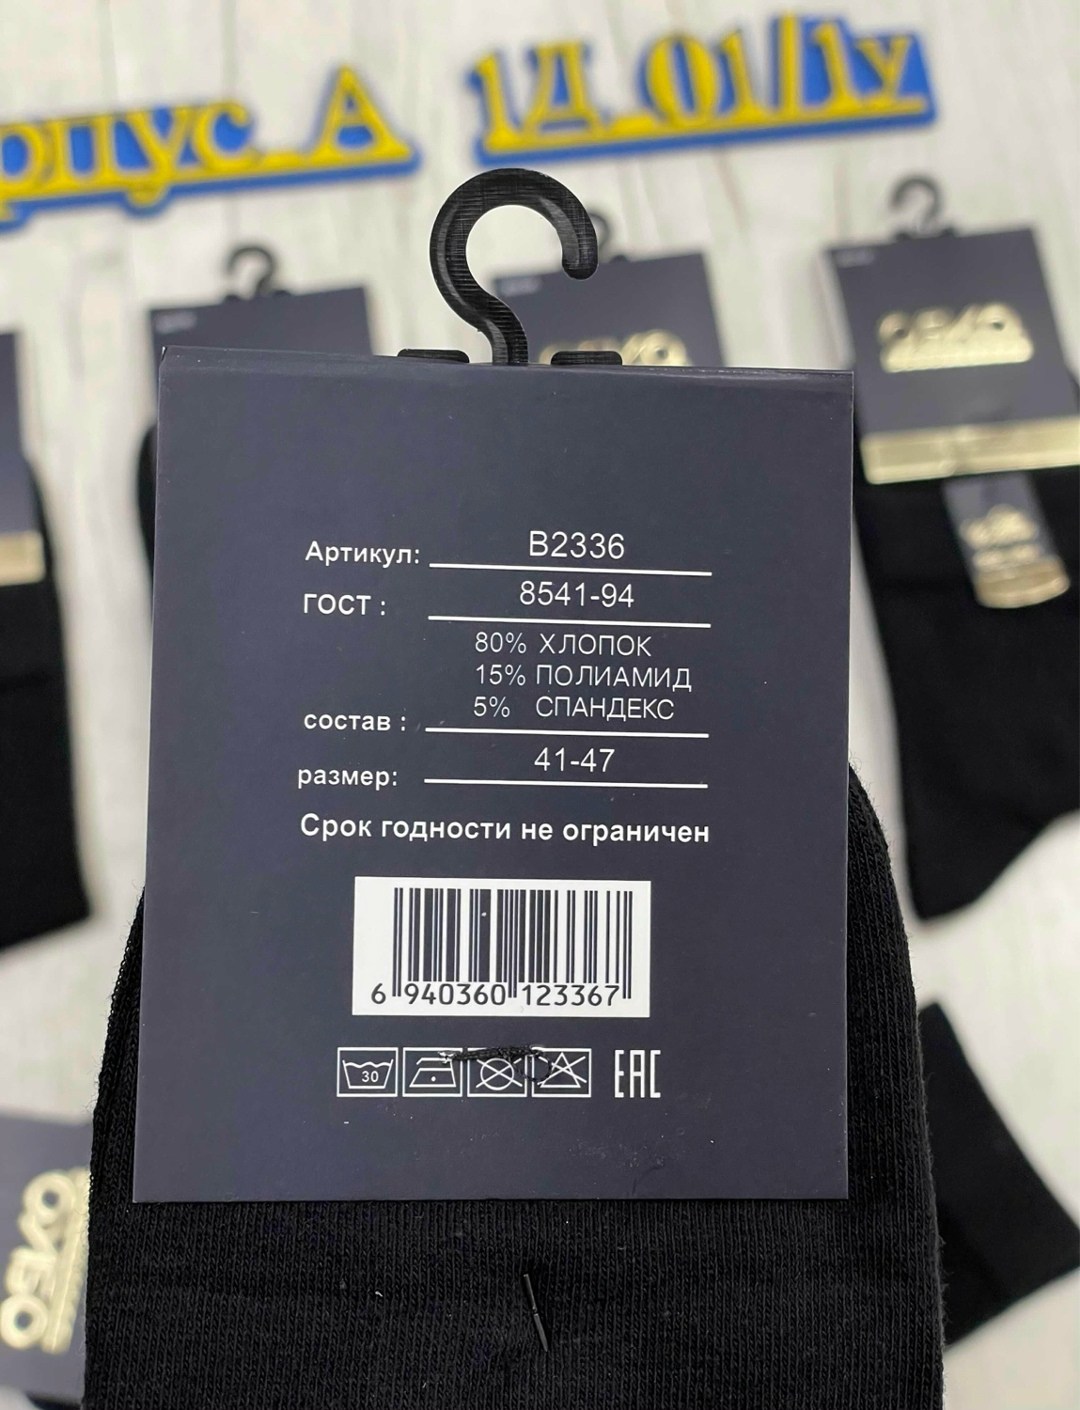 рпус А 1Д 01/1у
Артикул: B2336
ГОСТ : 8541-94
80% ХЛОПОК
15% ПОЛИАМИД
состав : 5% СПАНДЕКС
размер: 41-47
Срок годности не ограничен
6 940360 123367
30
EAC